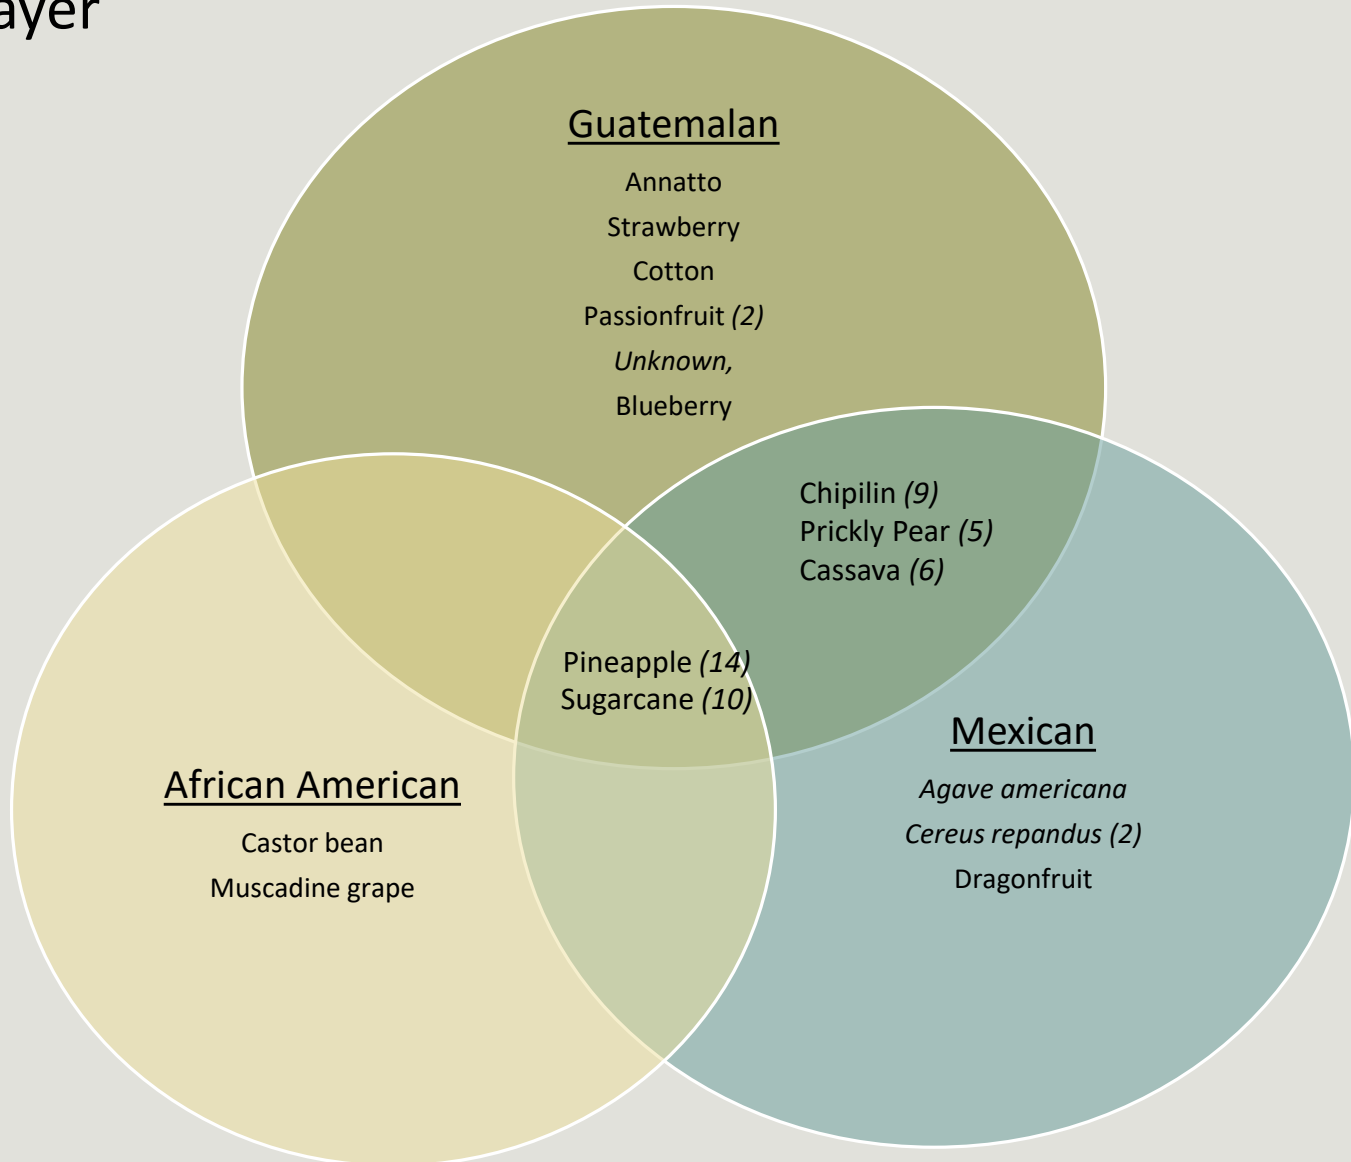 Guatemalan
Annatto
Strawberry
Cotton
Passionfruit (2)
Unknown,
Blueberry
Chipilin (9)
Prickly Pear (5)
Cassava (6)
Pineapple (14)
Sugarcane (10)
African American
Castor bean
Muscadine grape
Mexican
Agave americana
Cereus repandus (2)
Dragonfruit